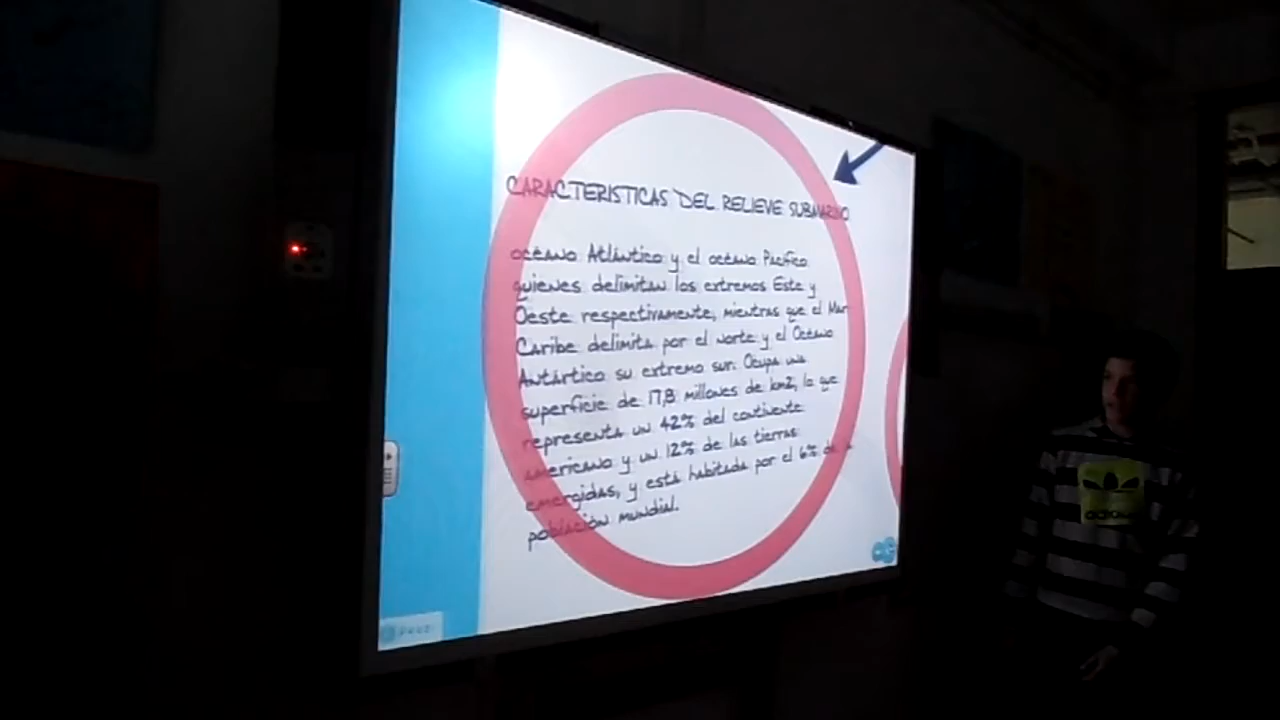 CARACTERISTICAS DEL RELIEVE SUBMARINO
océano Atlántico y el océano Pacífico
quienes delimitan los extremos Este y
Oeste respectivamente, mientras que el Mar
Caribe delimita por el norte y el Océano
Antártico su extremo sur. Ocupa una
superficie de 17,8 millones de km2, lo que
representa un 42% del continente
americano y un 12% de las tierras
emergidas, y está habitada por el 6% de
población mundial.
Prezi
adidas